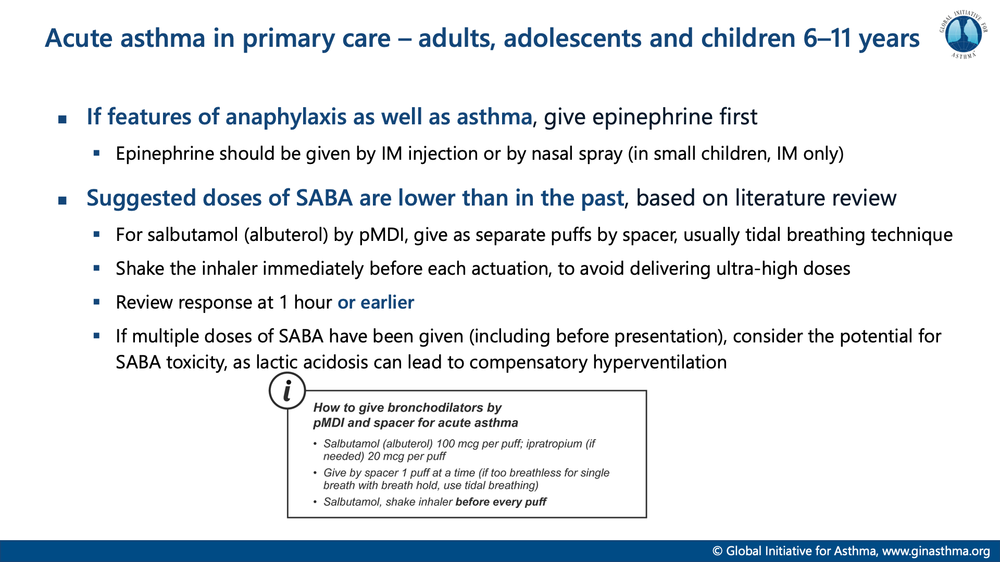 Acute asthma in primary care – adults, adolescents and children 6–11 years
GLOBAL INITIATIVE FOR
ASTHMA
▪ If features of anaphylaxis as well as asthma, give epinephrine first
▪ Epinephrine should be given by IM injection or by nasal spray (in small children, IM only)
▪ Suggested doses of SABA are lower than in the past, based on literature review
▪ For salbutamol (albuterol) by pMDI, give as separate puffs by spacer, usually tidal breathing technique
▪ Shake the inhaler immediately before each actuation, to avoid delivering ultra-high doses
▪ Review response at 1 hour or earlier
▪ If multiple doses of SABA have been given (including before presentation), consider the potential for
SABA toxicity, as lactic acidosis can lead to compensatory hyperventilation
i
How to give bronchodilators by
pMDI and spacer for acute asthma
• Salbutamol (albuterol) 100 mcg per puff; ipratropium (if
needed) 20 mcg per puff
• Give by spacer 1 puff at a time (if too breathless for single
breath with breath hold, use tidal breathing)
• Salbutamol, shake inhaler before every puff
© Global Initiative for Asthma, www.ginasthma.org